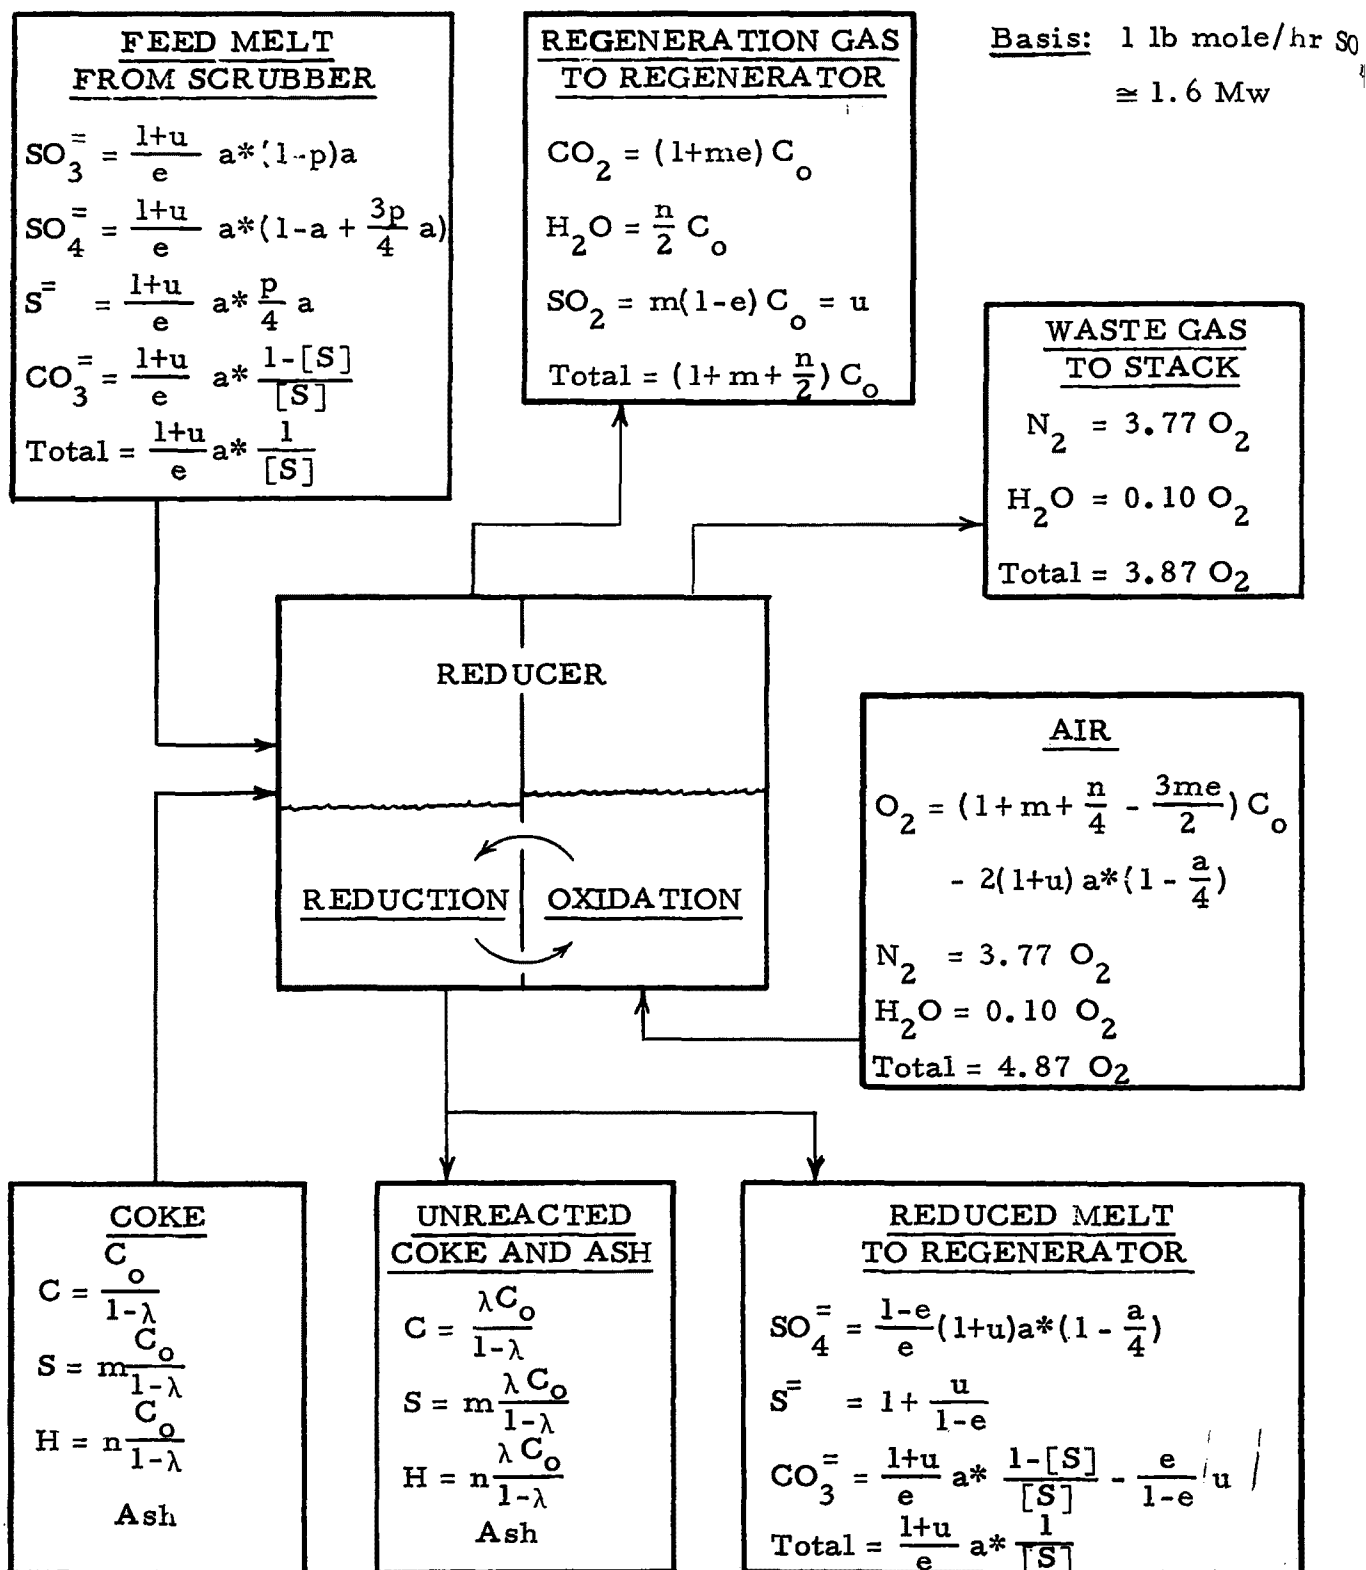 FEED MELT
FROM SCRUBBER
SO₃⁼ = (1+u)/e a*(1-p)a
SO₄⁼ = (1+u)/e a*(1-a + 3p/4 a)
S⁼ = (1+u)/e a* p/4 a
CO₃⁼ = (1+u)/e a* (1-[S])/[S]
Total = (1+u)/e a* 1/[S]
REGENERATION GAS
TO REGENERATOR
CO₂ = (1+me) Cₒ
H₂O = n/2 Cₒ
SO₂ = m(1-e) Cₒ = u
Total = (1+ m+ n/2) Cₒ
Basis: 1 lb mole/hr SO
≅ 1.6 Mw
WASTE GAS
TO STACK
N₂ = 3.77 O₂
H₂O = 0.10 O₂
Total = 3.87 O₂
REDUCER
REDUCTION
OXIDATION
AIR
O₂ = (1+m+ n/4 - 3me/2) Cₒ
- 2(1+u) a*(1 - a/4)
N₂ = 3.77 O₂
H₂O = 0.10 O₂
Total = 4.87 O₂
COKE
C = Cₒ/(1-λ)
S = m Cₒ/(1-λ)
H = n Cₒ/(1-λ)
Ash
UNREACTED
COKE AND ASH
C = λCₒ/(1-λ)
S = m λCₒ/(1-λ)
H = n λCₒ/(1-λ)
Ash
REDUCED MELT
TO REGENERATOR
SO₄⁼ = (1-e)/e (1+u)a*(1 - a/4)
S⁼ = 1+ u/(1-e)
CO₃⁼ = (1+u)/e a* (1-[S])/[S] - e/(1-e) u
Total = (1+u)/e a* 1/[S]